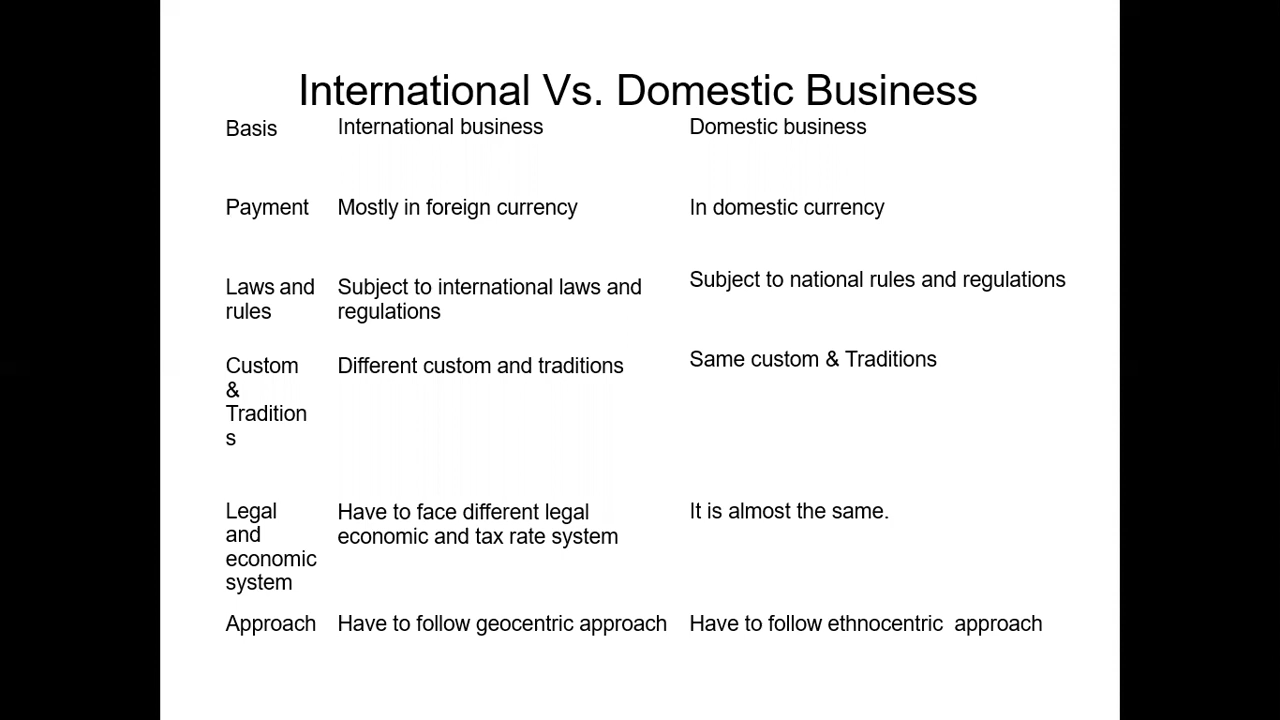 International Vs. Domestic Business
Basis International business Domestic business
Payment Mostly in foreign currency In domestic currency
Laws and
rules
Subject to international laws and
regulations
Subject to national rules and regulations
Custom
&
Tradition
s
Different custom and traditions
Same custom & Traditions
Legal
and
economic
system
Have to face different legal
economic and tax rate system
It is almost the same.
Approach Have to follow geocentric approach Have to follow ethnocentric  approach